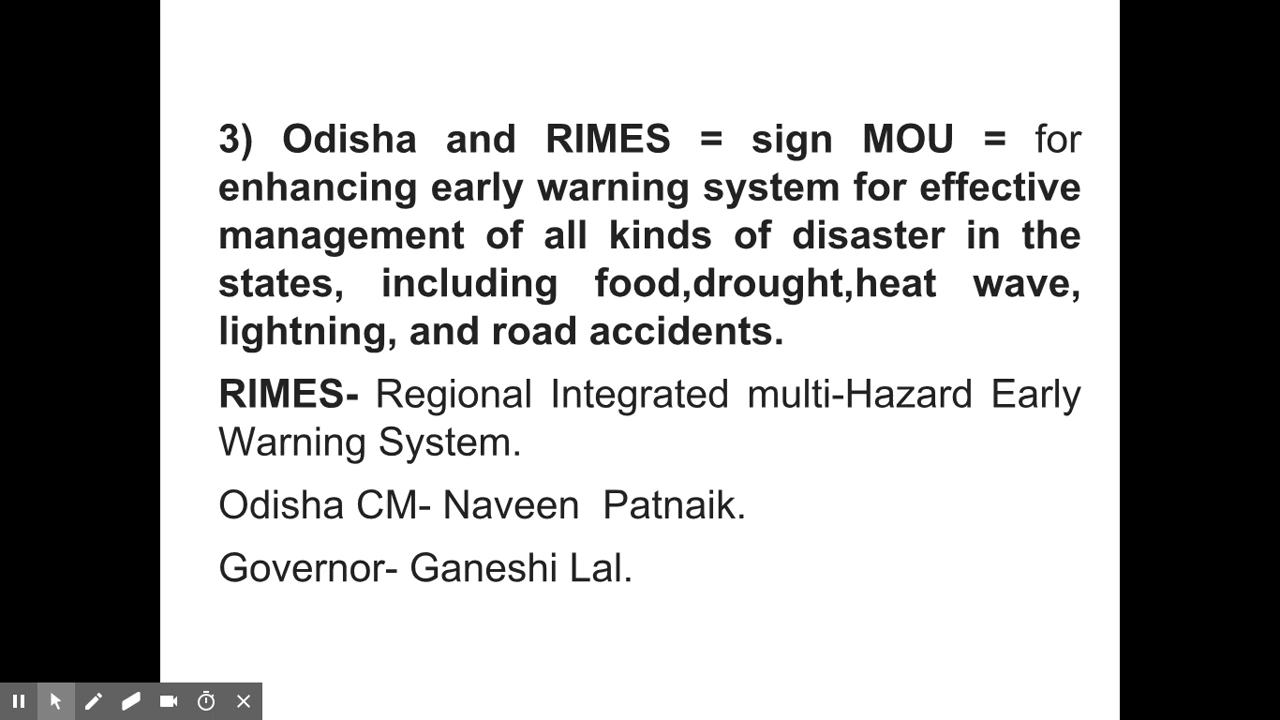 3) Odisha and RIMES = sign MOU = for
enhancing early warning system for effective
management of all kinds of disaster in the
states, including food,drought,heat wave,
lightning, and road accidents.
RIMES- Regional Integrated multi-Hazard Early
Warning System.
Odisha CM- Naveen  Patnaik.
Governor- Ganeshi Lal.